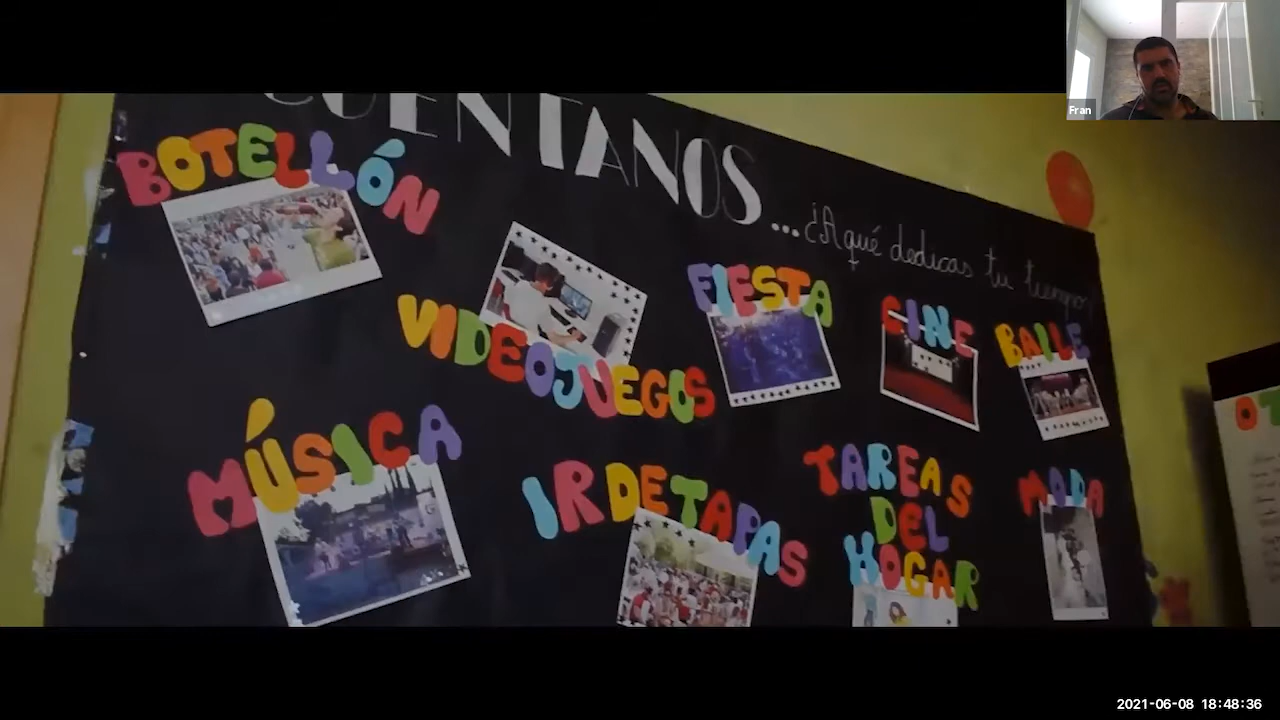 Fran
CUENTANOS...
¿A qué dedicas tu tiempo?
BOTELLÓN
VIDEOJUEGOS
FIESTA
CINE
BAILE
MÚSICA
IR DE TAPAS
TAREAS
DEL
HOGAR
MODA
2021-06-08 18:48:36